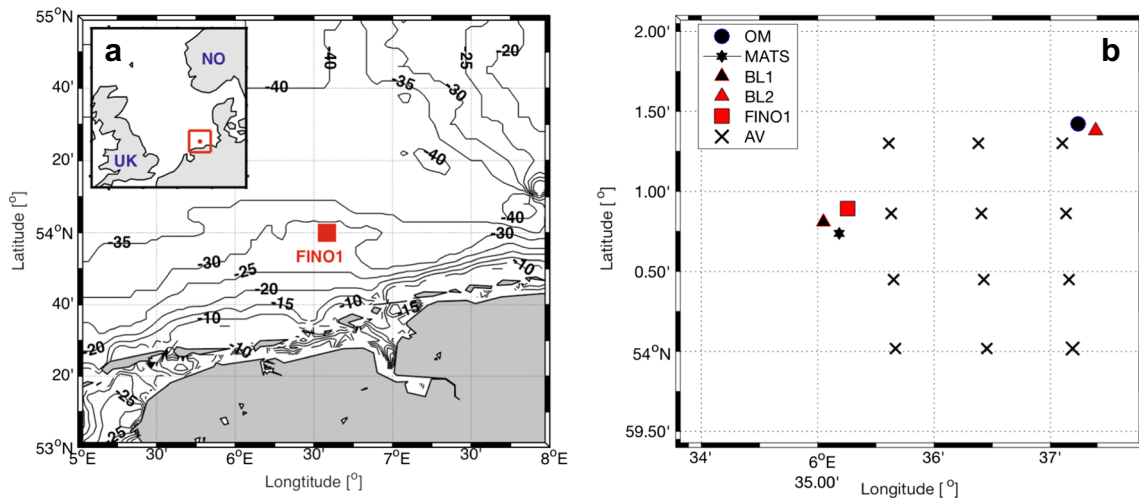 a
NO
UK
55°N
40'
20'
54°N
40'
20'
53°N
Latitude [°]
5°E
30'
6°E
30'
7°E
30'
8°E
Longtitude [°]
-40
-40
-25
-20
-35
-30
-40
-40
-35
-30
-10
-30
-25
-20
-15
-10
-10
-15
-20
-10
-25
-25
FINO1
b
OM
MATS
BL1
BL2
FINO1
AV
2.00'
1.50'
1.00'
0.50'
54°N
59.50'
Latitude [°]
34'
6°E
35.00'
36'
37'
Longitude [°]